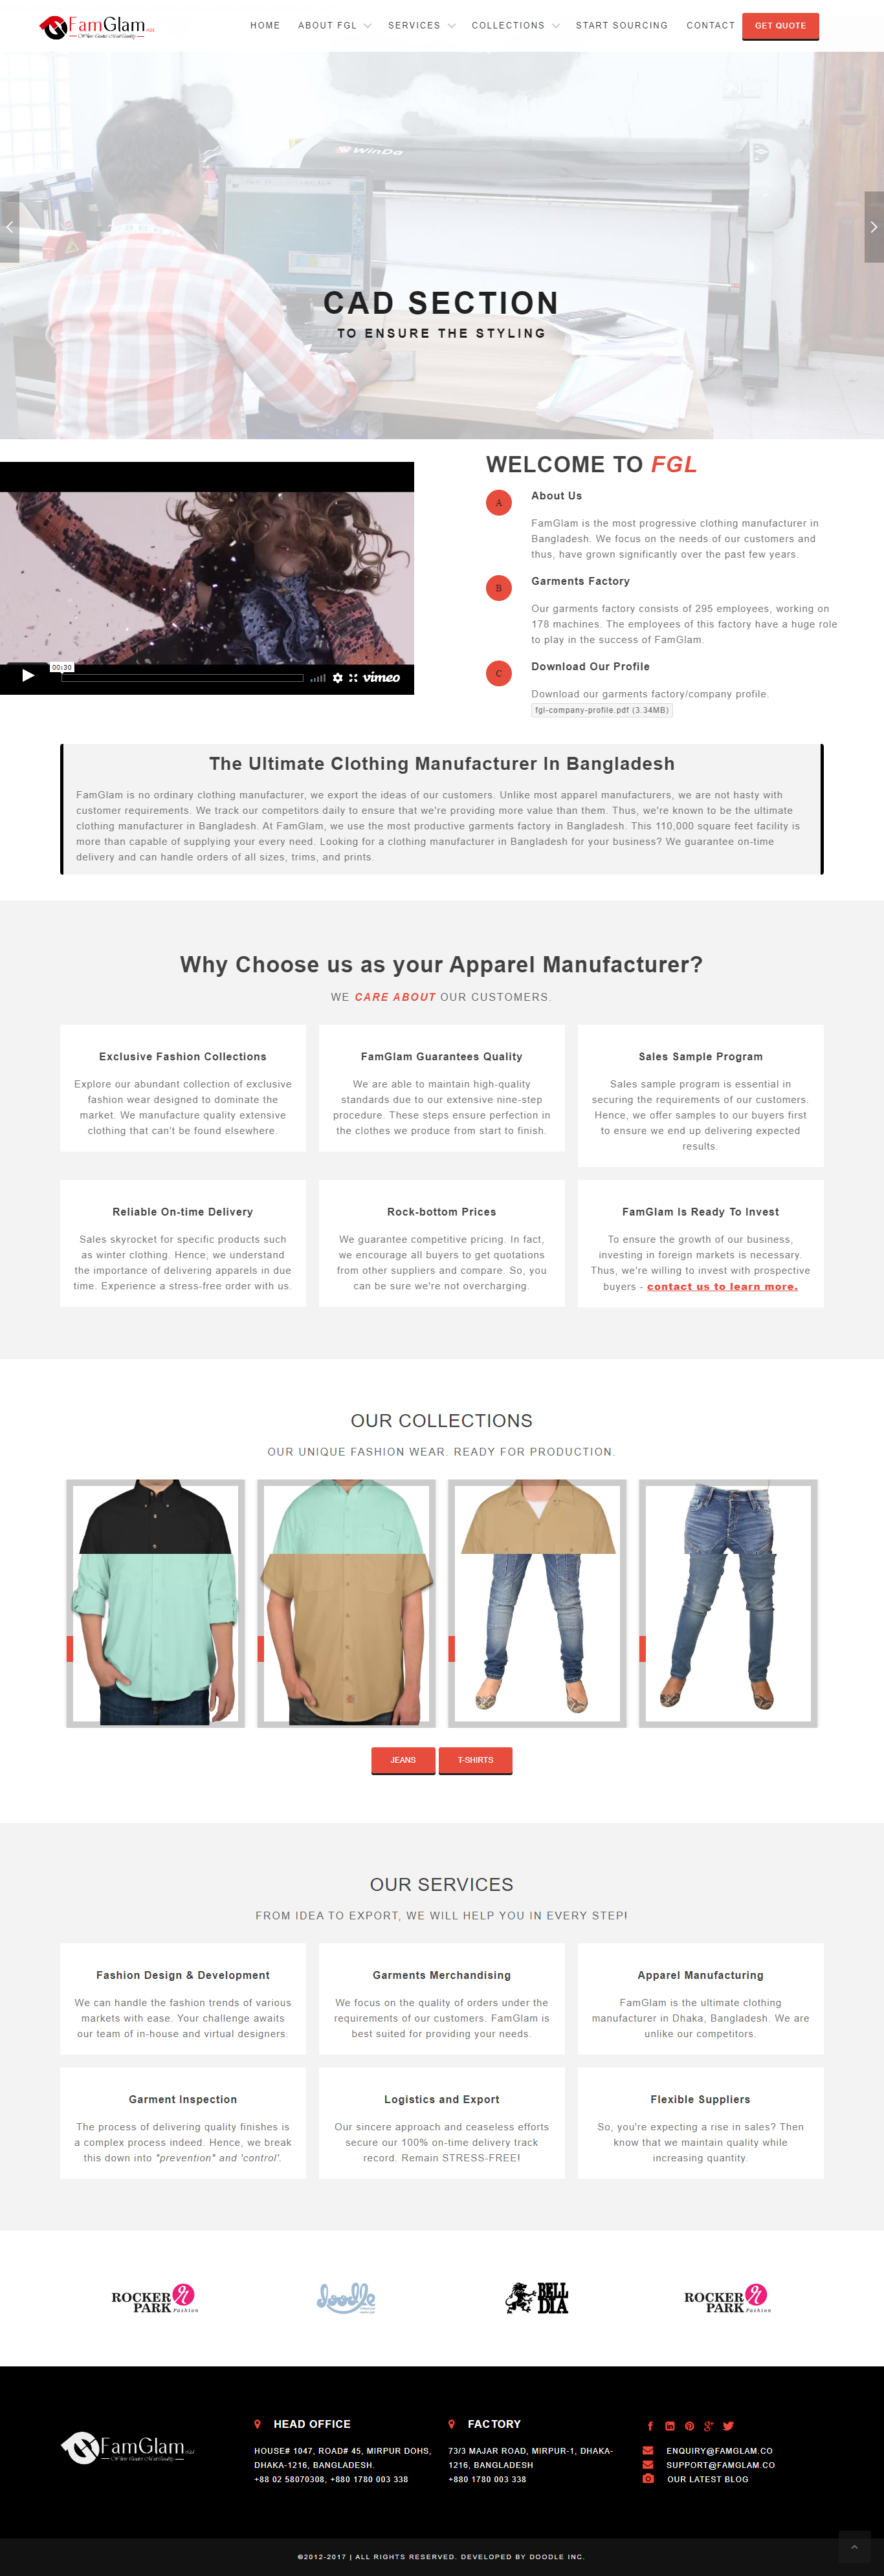 FamGlam
HOME ABOUT FGL SERVICES COLLECTIONS START SOURCING CONTACT GET QUOTE
WinDa
CAD SECTION
TO ENSURE THE STYLING
WELCOME TO FGL
A About Us
FamGlam is the most progressive clothing manufacturer in
Bangladesh. We focus on the needs of our customers and
thus, have grown significantly over the past few years.
B Garments Factory
Our garments factory consists of 295 employees, working on
178 machines. The employees of this factory have a huge role
to play in the success of FamGlam.
C Download Our Profile
Download our garments factory/company profile.
fgl-company-profile.pdf (3.34MB)
00:30
vimeo
The Ultimate Clothing Manufacturer In Bangladesh
FamGlam is no ordinary clothing manufacturer, we export the ideas of our customers. Unlike most apparel manufacturers, we are not hasty with
customer requirements. We track our competitors daily to ensure that we're providing more value than them. Thus, we're known to be the ultimate
clothing manufacturer in Bangladesh. At FamGlam, we use the most productive garments factory in Bangladesh. This 110,000 square feet facility is
more than capable of supplying your every need. Looking for a clothing manufacturer in Bangladesh for your business? We guarantee on-time
delivery and can handle orders of all sizes, trims, and prints.
Why Choose us as your Apparel Manufacturer?
WE CARE ABOUT OUR CUSTOMERS.
Exclusive Fashion Collections
Explore our abundant collection of exclusive
fashion wear designed to dominate the
market. We manufacture quality extensive
clothing that can't be found elsewhere.
FamGlam Guarantees Quality
We are able to maintain high-quality
standards due to our extensive nine-step
procedure. These steps ensure perfection in
the clothes we produce from start to finish.
Sales Sample Program
Sales sample program is essential in
securing the requirements of our customers.
Hence, we offer samples to our buyers first
to ensure we end up delivering expected
results.
Reliable On-time Delivery
Sales skyrocket for specific products such
as winter clothing. Hence, we understand
the importance of delivering apparels in due
time. Experience a stress-free order with us.
Rock-bottom Prices
We guarantee competitive pricing. In fact,
we encourage all buyers to get quotations
from other suppliers and compare. So, you
can be sure we're not overcharging.
FamGlam Is Ready To Invest
To ensure the growth of our business,
investing in foreign markets is necessary.
Thus, we're willing to invest with prospective
buyers - contact us to learn more.
OUR COLLECTIONS
OUR UNIQUE FASHION WEAR. READY FOR PRODUCTION.
JEANS T-SHIRTS
OUR SERVICES
FROM IDEA TO EXPORT, WE WILL HELP YOU IN EVERY STEP!
Fashion Design & Development
We can handle the fashion trends of various
markets with ease. Your challenge awaits
our team of in-house and virtual designers.
Garments Merchandising
We focus on the quality of orders under the
requirements of our customers. FamGlam is
best suited for providing your needs.
Apparel Manufacturing
FamGlam is the ultimate clothing
manufacturer in Dhaka, Bangladesh. We are
unlike our competitors.
Garment Inspection
The process of delivering quality finishes is
a complex process indeed. Hence, we break
this down into "prevention" and 'control'.
Logistics and Export
Our sincere approach and ceaseless efforts
secure our 100% on-time delivery track
record. Remain STRESS-FREE!
Flexible Suppliers
So, you're expecting a rise in sales? Then
know that we maintain quality while
increasing quantity.
ROCKER PARK Fashion
Doodle
BELL DIA
ROCKER PARK Fashion
FamGlam
HEAD OFFICE
HOUSE# 1047, ROAD# 45, MIRPUR DOHS,
DHAKA-1216, BANGLADESH.
+88 02 58070308, +880 1780 003 338
FACTORY
73/3 MAJAR ROAD, MIRPUR-1, DHAKA-
1216, BANGLADESH
+880 1780 003 338
ENQUIRY@FAMGLAM.CO
SUPPORT@FAMGLAM.CO
OUR LATEST BLOG
©2012-2017 | ALL RIGHTS RESERVED. DEVELOPED BY DOODLE INC.